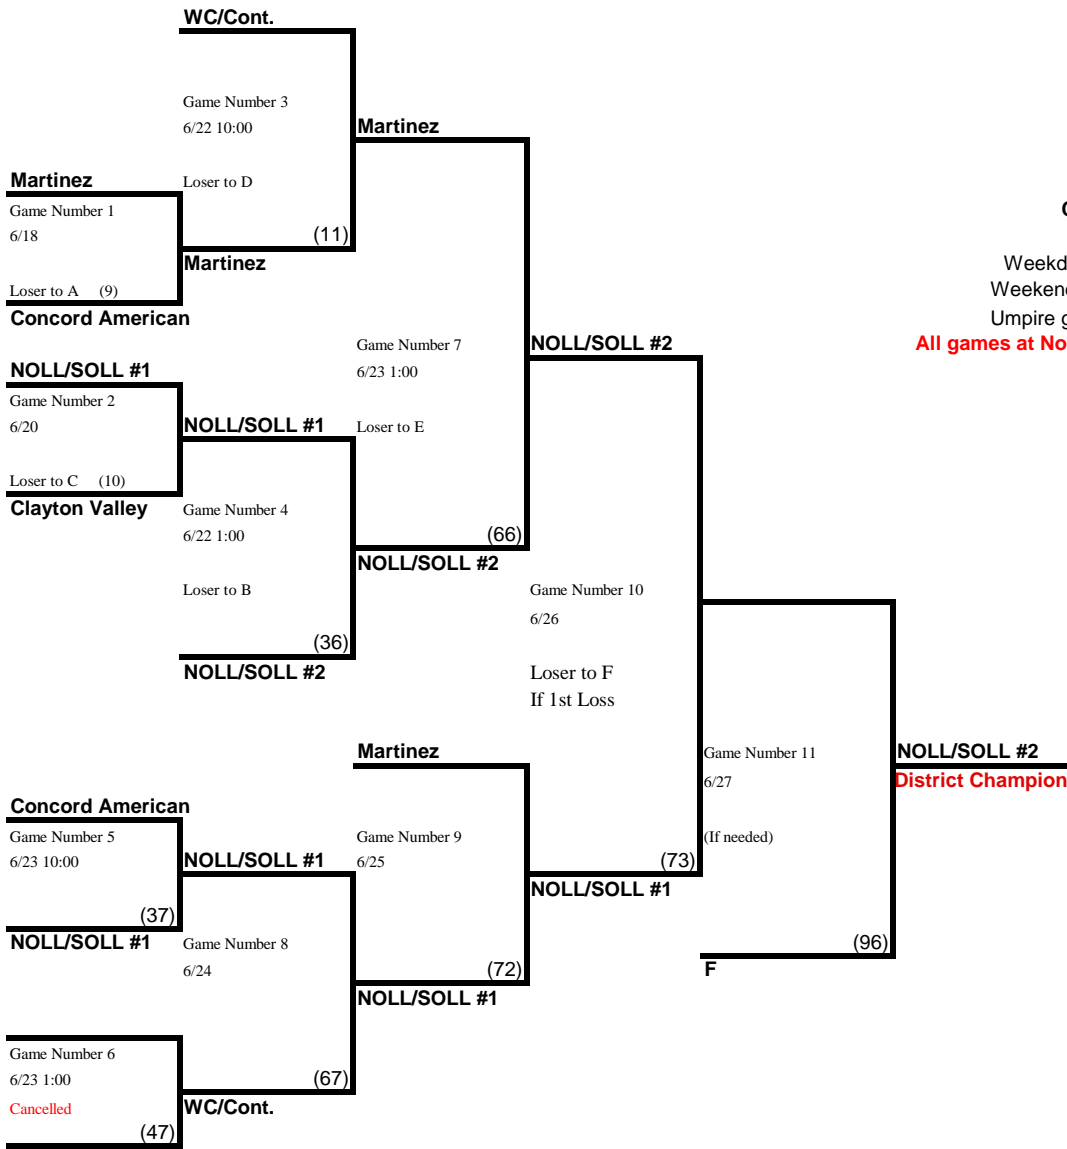 WC/Cont.
Game Number 3
6/22 10:00
Martinez
Martinez
Loser to D
Game Number 1
6/18
(11)
Martinez
Loser to A (9)
Concord American
Weekd
Weekend
Umpire g
All games at No
NOLL/SOLL #1
Game Number 2
6/20
NOLL/SOLL #1
Loser to C (10)
Clayton Valley
Game Number 7
6/23 1:00
Loser to E
NOLL/SOLL #2
Game Number 4
6/22 1:00
Loser to B
(36)
NOLL/SOLL #2
(66)
NOLL/SOLL #2
Game Number 10
6/26
Loser to F
If 1st Loss
Martinez
Game Number 11
6/27
(If needed)
NOLL/SOLL #2
District Champion
Concord American
Game Number 5
6/23 10:00
NOLL/SOLL #1
(37)
NOLL/SOLL #1
Game Number 9
6/25
(73)
NOLL/SOLL #1
Game Number 8
6/24
(72)
NOLL/SOLL #1
(96)
F
Game Number 6
6/23 1:00
Cancelled
(47)
(67)
WC/Cont.